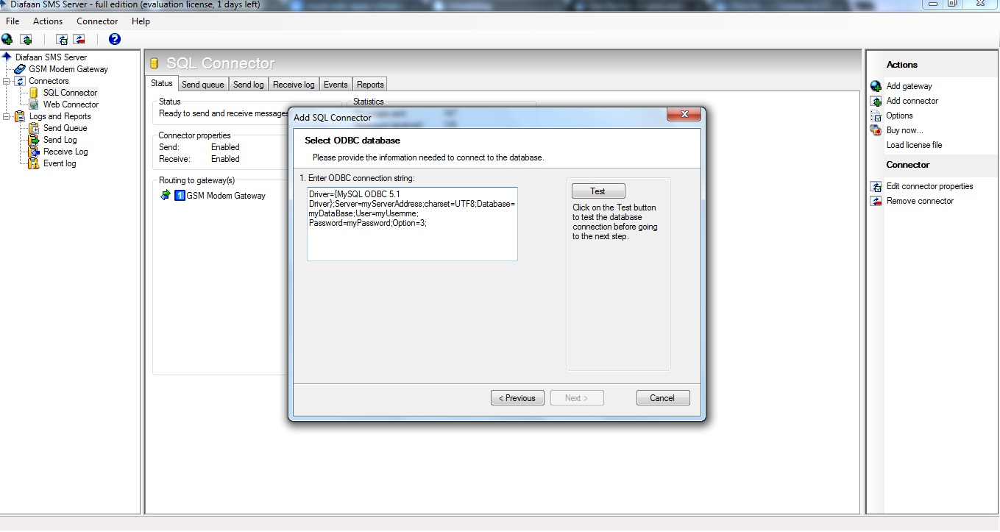 Diafaan SMS Server - full edition (evaluation license, 1 days left)
File Actions Connector Help
Diafaan SMS Server
GSM Modem Gateway
Connectors
SQL Connector
Web Connector
Logs and Reports
Send Queue
Send Log
Receive Log
Event log
SQL Connector
Status Send queue Send log Receive log Events Reports
Status
Ready to send and receive messages
Statistics
Connector properties
Send: Enabled
Receive: Enabled
Routing to gateway(s)
1 GSM Modem Gateway
Add SQL Connector
Select ODBC database
Please provide the information needed to connect to the database.
1. Enter ODBC connection string:
Driver={MySQL ODBC 5.1
Driver};Server=myServerAddress;charset=UTF8;Database=
myDataBase;User=myUsernme;
Password=myPassword;Option=3;
Test
Click on the Test button
to test the database
connection before going
to the next step.
< Previous Next > Cancel
Actions
Add gateway
Add connector
Options
Buy now...
Load license file
Connector
Edit connector properties
Remove connector